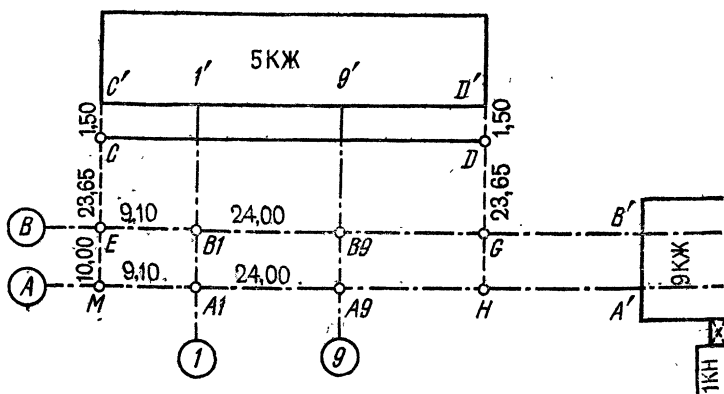 5КЖ
C' 1' 9' D'
1,50 1,50
C D
23,65 23,65
9,10 24,00
В B'
E B1 B9 G
10,00 9,10 24,00
9КЖ
А
M A1 A9 H A'
1 9
1КН